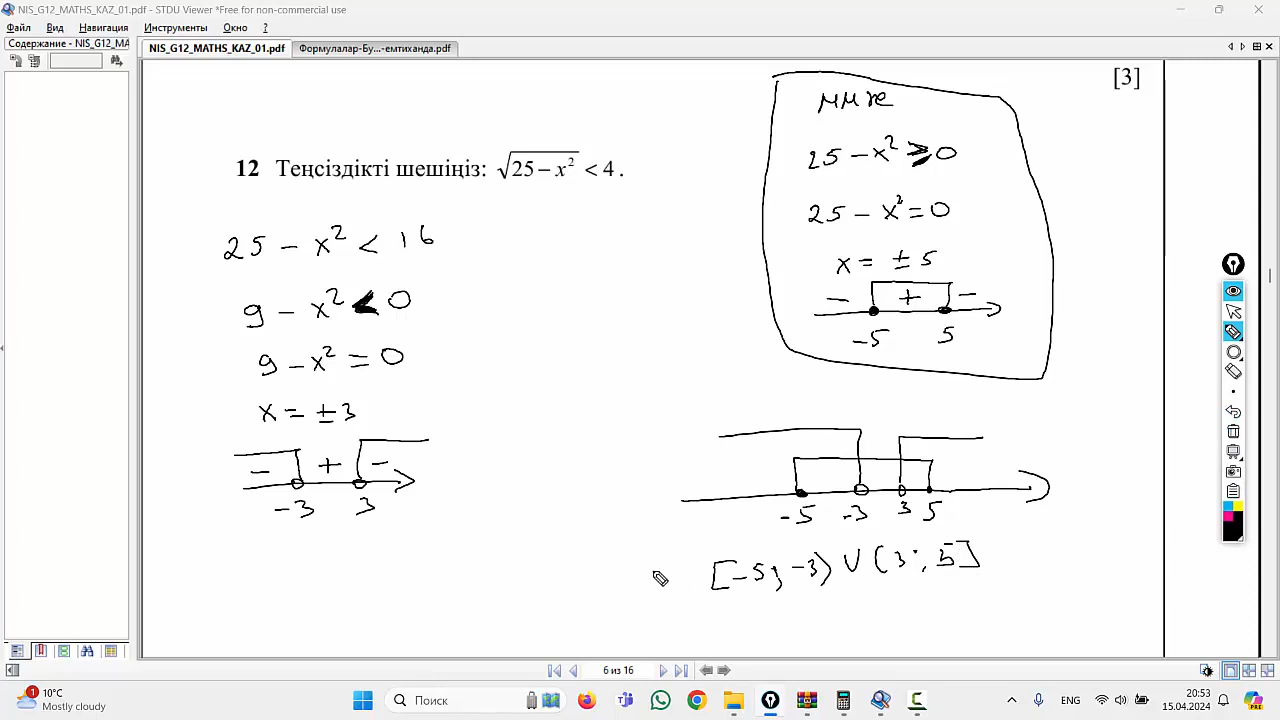 NIS_G12_MATHS_KAZ_01.pdf - STDU Viewer *Free for non-commercial use
Файл Вид Навигация Инструменты Окно ?
Содержание - NIS_G12_MA
NIS_G12_MATHS_KAZ_01.pdf Формулалар-Бу...-емтиханда.pdf
[3]
ММЖ
25 - x² ⩾ 0
25 - x² = 0
x = ± 5
- + -
-5 5
12 Теңсіздікті шешіңіз: √25 − x² < 4 .
25 - x² < 16
9 - x² < 0
9 - x² = 0
x = ± 3
- + -
-3 3
-5 -3 3 5
[-5; -3) ∪ (3; 5]
6 из 16
1
10°C
Mostly cloudy
Поиск
ENG
20:53
15.04.2024
PRE